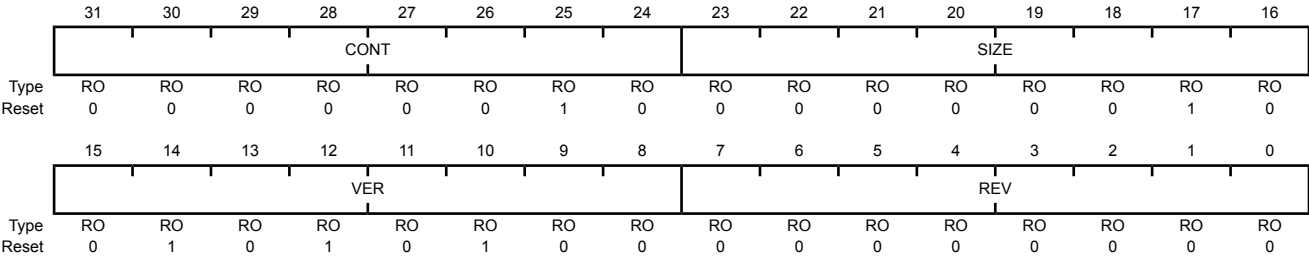 31 30 29 28 27 26 25 24 23 22 21 20 19 18 17 16
CONT SIZE
Type RO RO RO RO RO RO RO RO RO RO RO RO RO RO RO RO
Reset 0 0 0 0 0 0 1 0 0 0 0 0 0 0 1 0
15 14 13 12 11 10 9 8 7 6 5 4 3 2 1 0
VER REV
Type RO RO RO RO RO RO RO RO RO RO RO RO RO RO RO RO
Reset 0 1 0 1 0 1 0 0 0 0 0 0 0 0 0 0